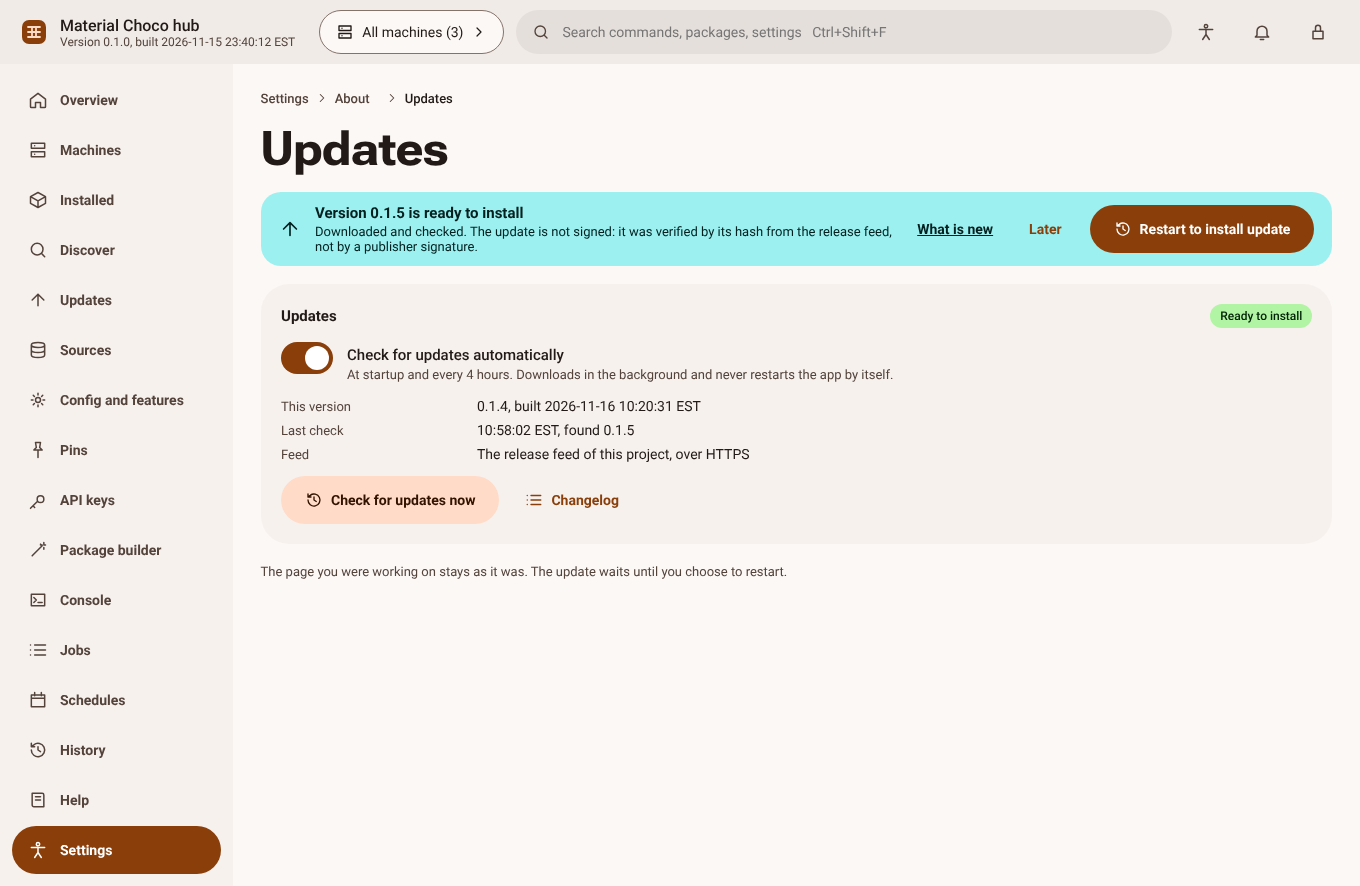 Material Choco hub
Version 0.1.0, built 2026-11-15 23:40:12 EST
All machines (3)
Search commands, packages, settings Ctrl+Shift+F
Overview
Machines
Installed
Discover
Updates
Sources
Config and features
Pins
API keys
Package builder
Console
Jobs
Schedules
History
Help
Settings
Settings
About
Updates
Updates
Version 0.1.5 is ready to install
Downloaded and checked. The update is not signed: it was verified by its hash from the release feed,
not by a publisher signature.
What is new
Later
Restart to install update
Updates
Ready to install
Check for updates automatically
At startup and every 4 hours. Downloads in the background and never restarts the app by itself.
This version 0.1.4, built 2026-11-16 10:20:31 EST
Last check 10:58:02 EST, found 0.1.5
Feed The release feed of this project, over HTTPS
Check for updates now
Changelog
The page you were working on stays as it was. The update waits until you choose to restart.